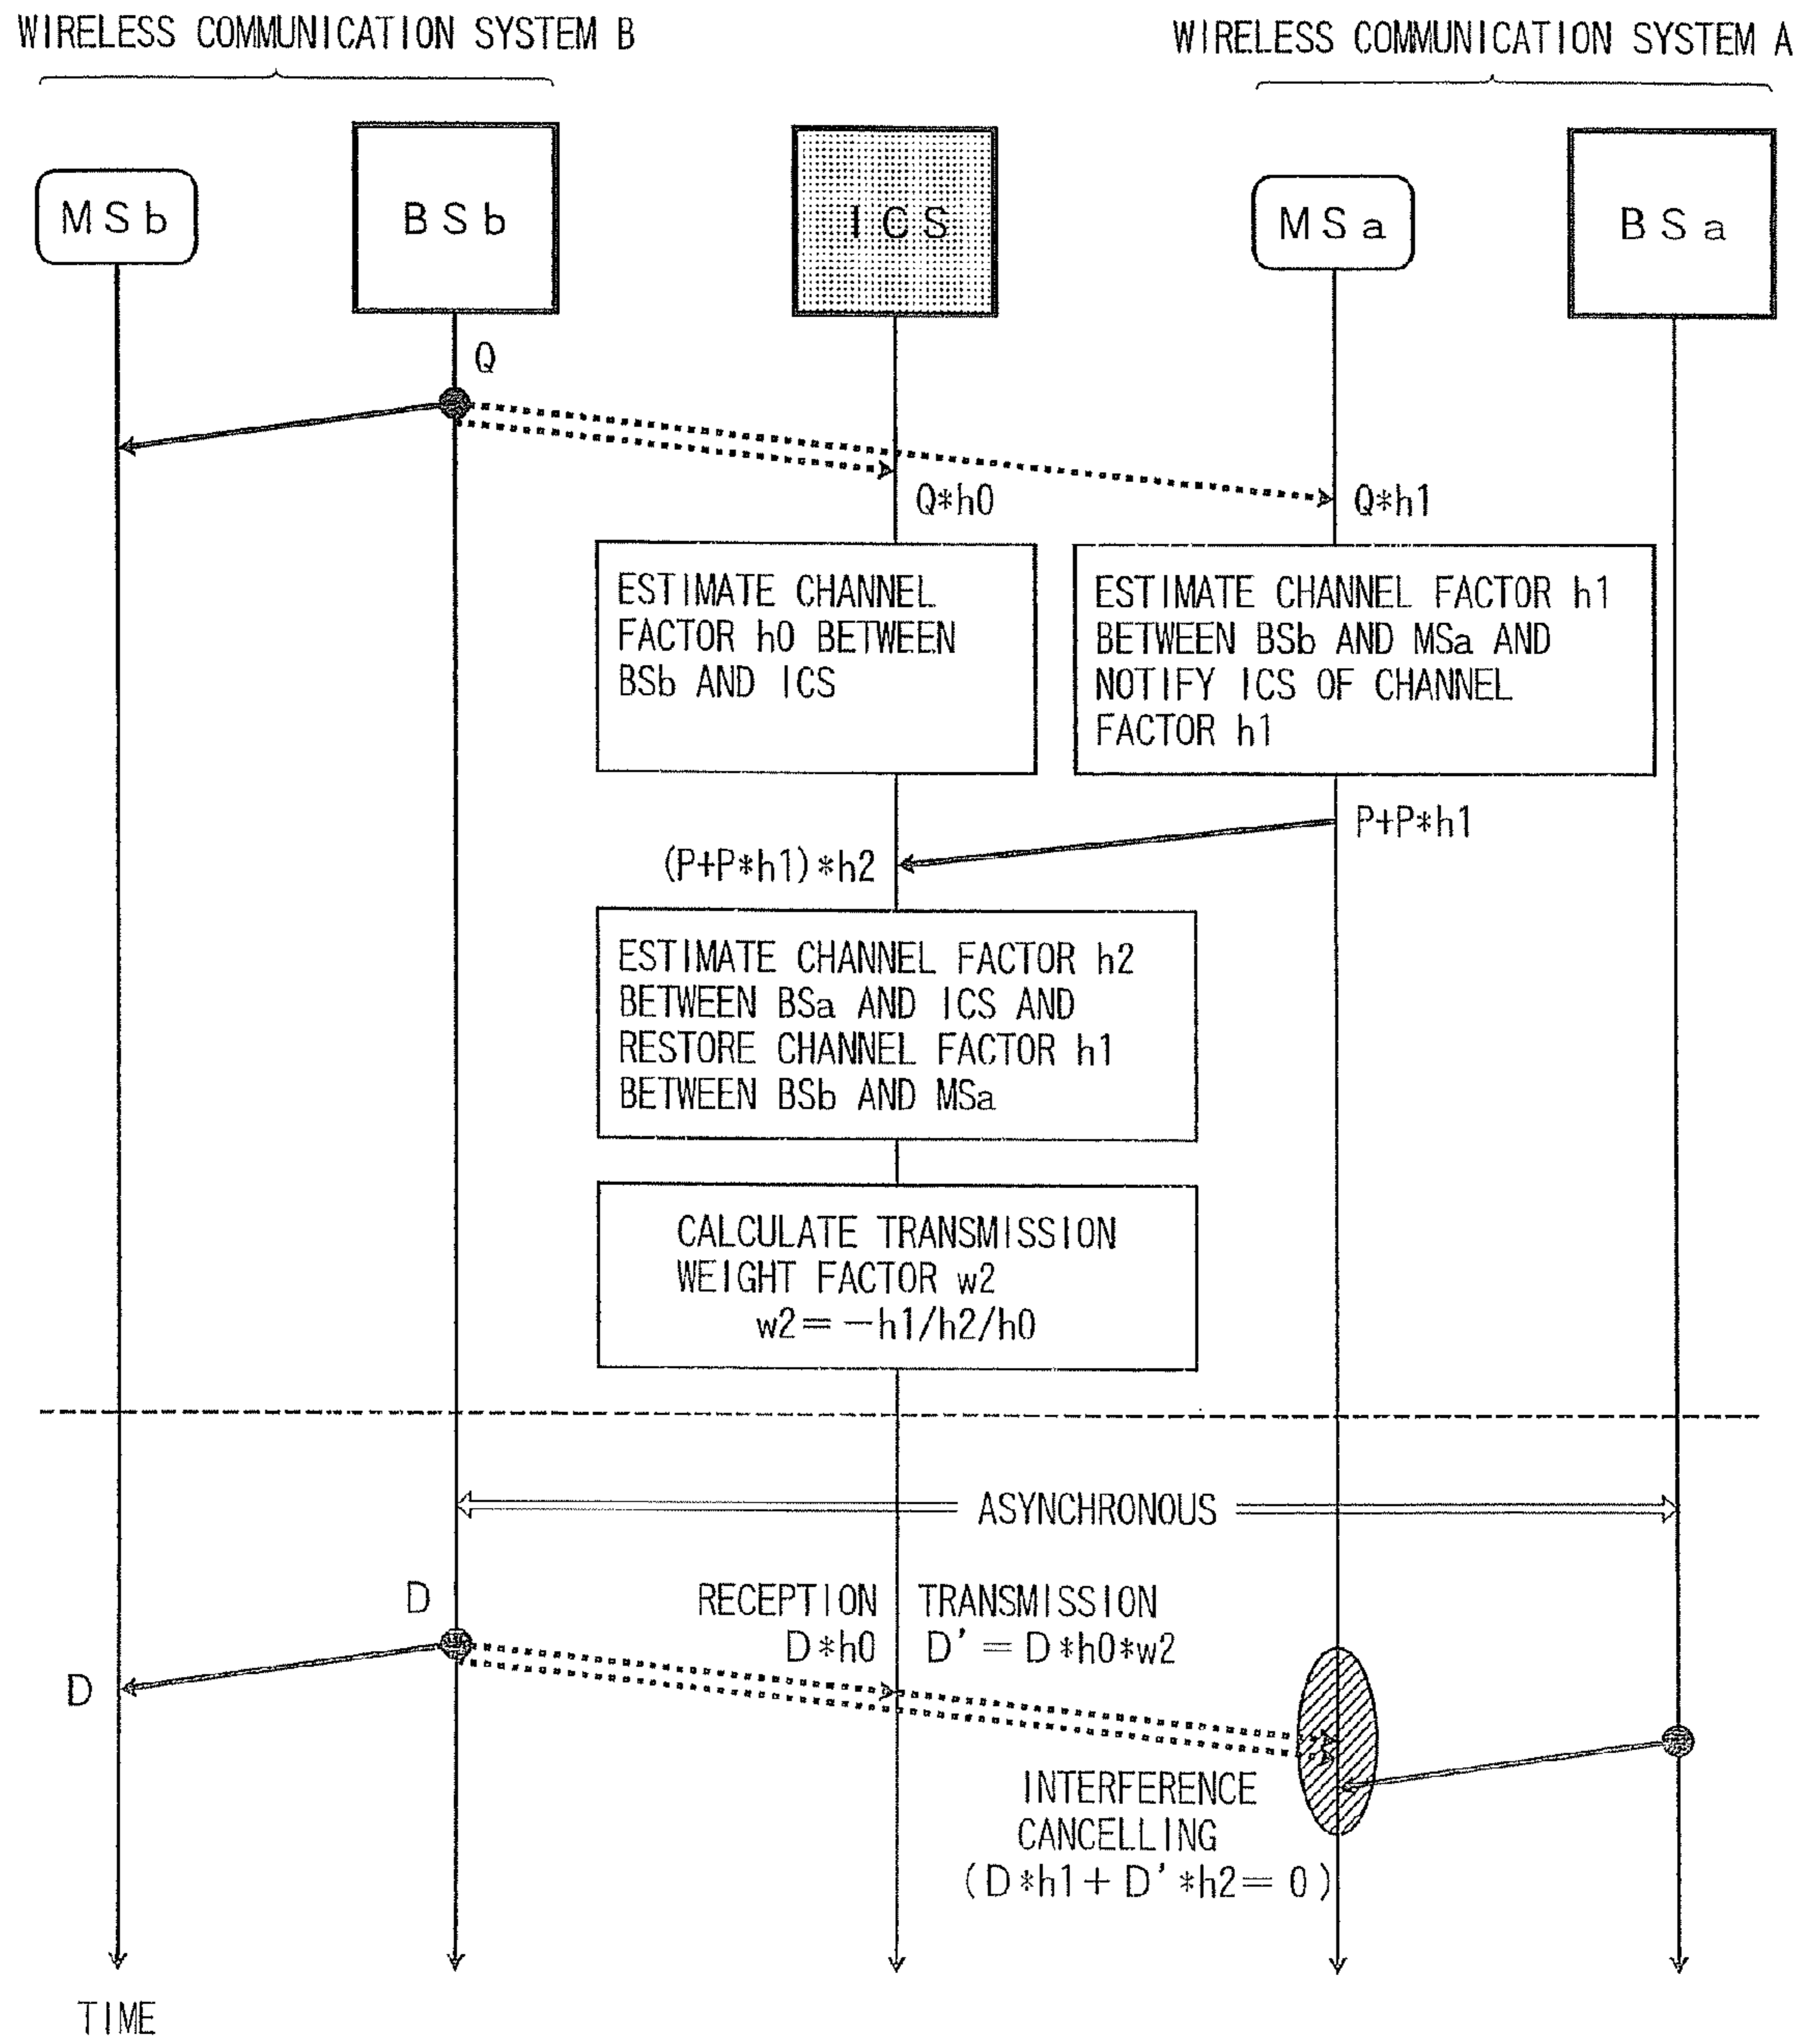 WIRELESS COMMUNICATION SYSTEM B
WIRELESS COMMUNICATION SYSTEM A
MSb
BSb
ICS
MSa
BSa
Q
Q*h0
Q*h1
ESTIMATE CHANNEL
FACTOR h0 BETWEEN
BSb AND ICS
ESTIMATE CHANNEL FACTOR h1
BETWEEN BSb AND MSa AND
NOTIFY ICS OF CHANNEL
FACTOR h1
P+P*h1
(P+P*h1)*h2
ESTIMATE CHANNEL FACTOR h2
BETWEEN BSa AND ICS AND
RESTORE CHANNEL FACTOR h1
BETWEEN BSb AND MSa
CALCULATE TRANSMISSION
WEIGHT FACTOR w2
w2=-h1/h2/h0
ASYNCHRONOUS
D
RECEPTION
D*h0
TRANSMISSION
D'=D*h0*w2
D
INTERFERENCE
CANCELLING
(D*h1+D'*h2=0)
TIME